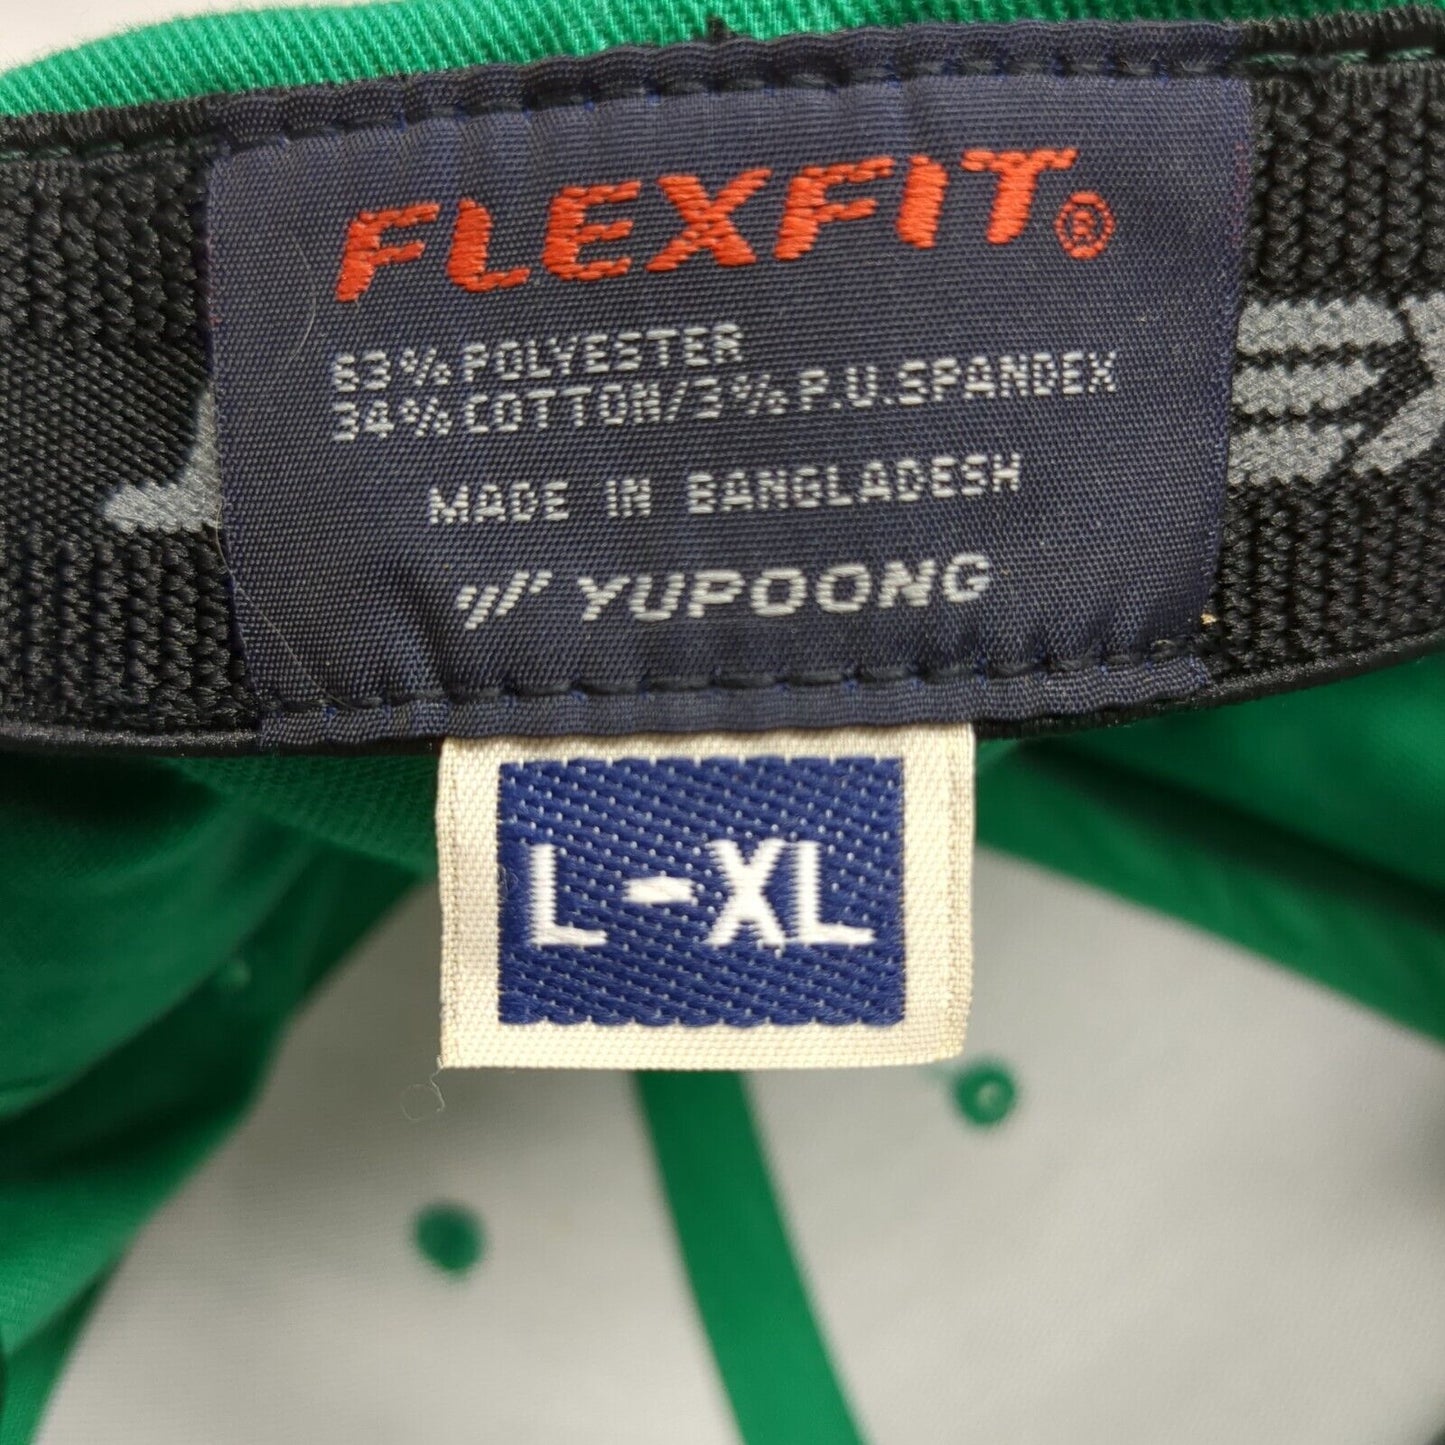 FLEXFIT®
63% POLYESTER
34% COTTON/3% P.U.SPANDEX
MADE IN BANGLADESH
YUPOONG
L-XL